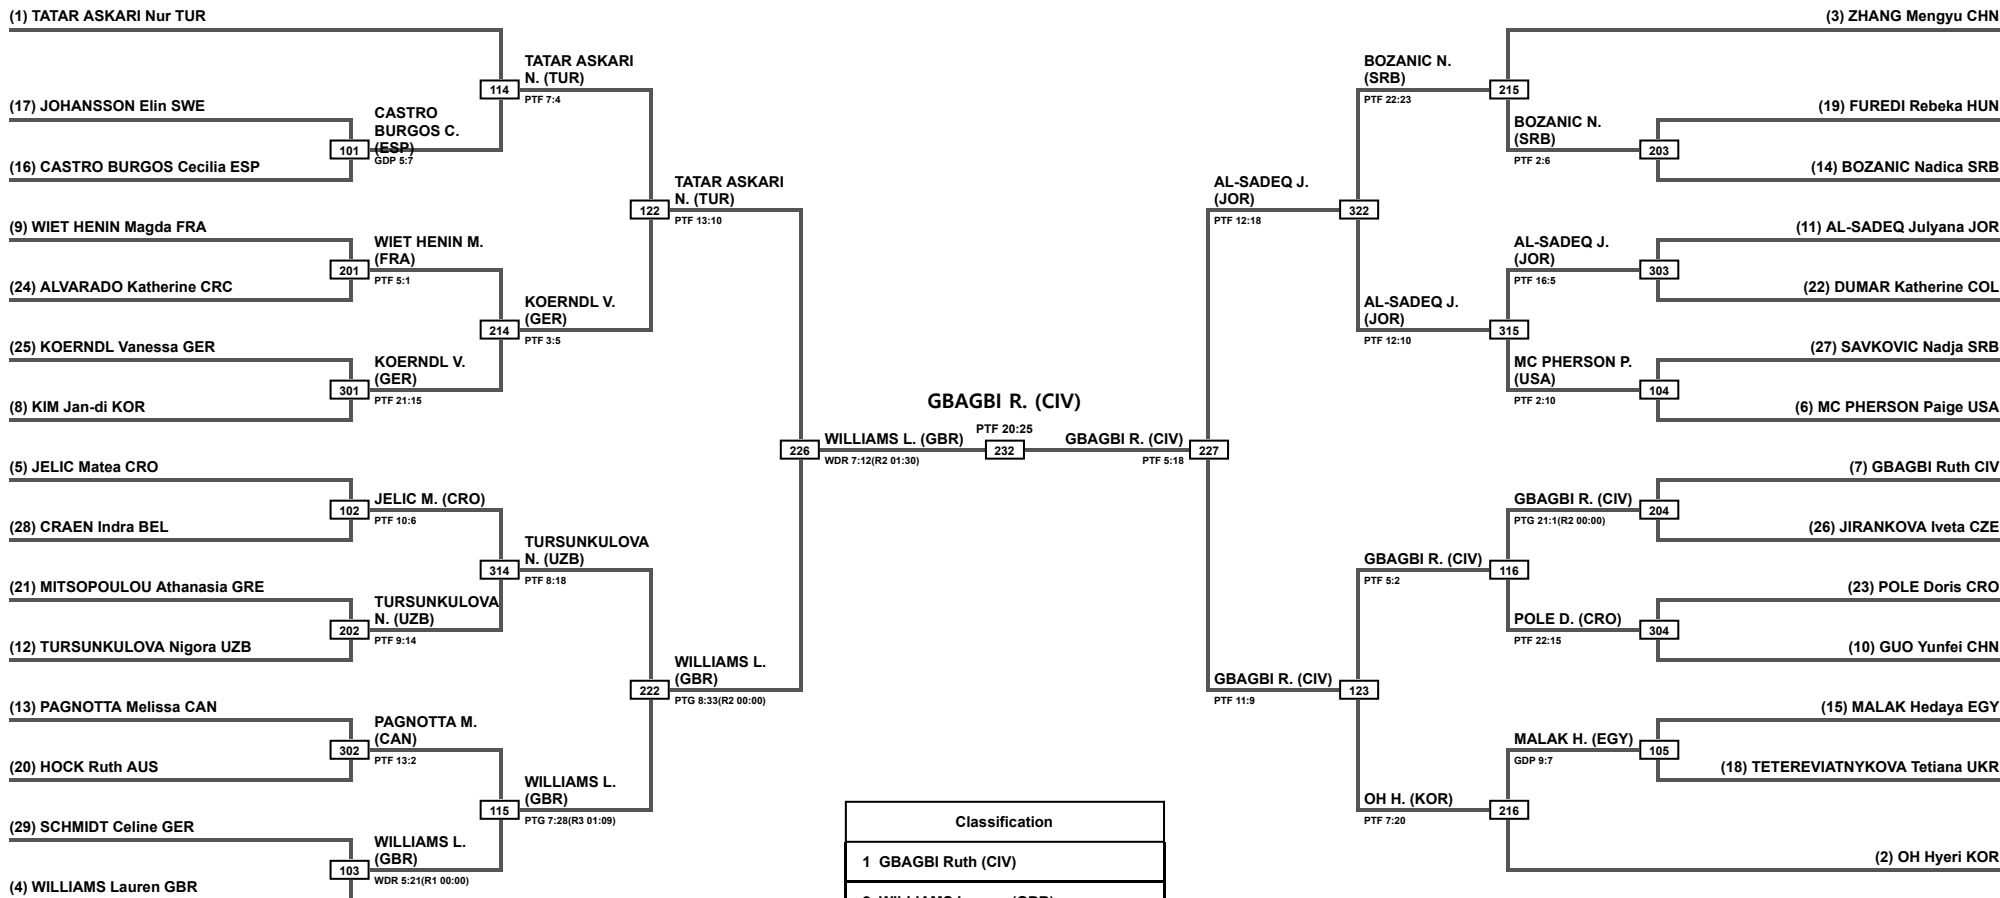 (1) TATAR ASKARI Nur TUR
(17) JOHANSSON Elin SWE
(16) CASTRO BURGOS Cecilia ESP
(9) WIET HENIN Magda FRA
(24) ALVARADO Katherine CRC
(25) KOERNDL Vanessa GER
(8) KIM Jan-di KOR
(5) JELIC Matea CRO
(28) CRAEN Indra BEL
(21) MITSOPOULOU Athanasia GRE
(12) TURSUNKULOVA Nigora UZB
(13) PAGNOTTA Melissa CAN
(20) HOCK Ruth AUS
(29) SCHMIDT Celine GER
(4) WILLIAMS Lauren GBR
101
CASTRO
BURGOS C.
(ESP)
GDP 5:7
201
WIET HENIN M.
(FRA)
PTF 5:1
301
KOERNDL V.
(GER)
PTF 21:15
102
JELIC M. (CRO)
PTF 10:6
202
TURSUNKULOVA
N. (UZB)
PTF 9:14
302
PAGNOTTA M.
(CAN)
PTF 13:2
103
WILLIAMS L.
(GBR)
WDR 5:21(R1 00:00)
114
TATAR ASKARI
N. (TUR)
PTF 7:4
214
KOERNDL V.
(GER)
PTF 3:5
314
TURSUNKULOVA
N. (UZB)
PTF 8:18
115
WILLIAMS L.
(GBR)
PTG 7:28(R3 01:09)
122
TATAR ASKARI
N. (TUR)
PTF 13:10
222
WILLIAMS L.
(GBR)
PTG 8:33(R2 00:00)
226
WILLIAMS L. (GBR)
WDR 7:12(R2 01:30)
GBAGBI R. (CIV)
PTF 20:25
232
GBAGBI R. (CIV)
PTF 5:18
227
AL-SADEQ J.
(JOR)
PTF 12:18
322
GBAGBI R. (CIV)
PTF 11:9
123
BOZANIC N.
(SRB)
PTF 22:23
215
AL-SADEQ J.
(JOR)
PTF 12:10
315
GBAGBI R. (CIV)
PTF 5:2
116
OH H. (KOR)
PTF 7:20
216
BOZANIC N.
(SRB)
PTF 2:6
203
AL-SADEQ J.
(JOR)
PTF 16:5
303
MC PHERSON P.
(USA)
PTF 2:10
104
GBAGBI R. (CIV)
PTG 21:1(R2 00:00)
204
POLE D. (CRO)
PTF 22:15
304
MALAK H. (EGY)
GDP 9:7
105
(3) ZHANG Mengyu CHN
(19) FUREDI Rebeka HUN
(14) BOZANIC Nadica SRB
(11) AL-SADEQ Julyana JOR
(22) DUMAR Katherine COL
(27) SAVKOVIC Nadja SRB
(6) MC PHERSON Paige USA
(7) GBAGBI Ruth CIV
(26) JIRANKOVA Iveta CZE
(23) POLE Doris CRO
(10) GUO Yunfei CHN
(15) MALAK Hedaya EGY
(18) TETEREVIATNYKOVA Tetiana UKR
(2) OH Hyeri KOR
Classification
1 GBAGBI Ruth (CIV)